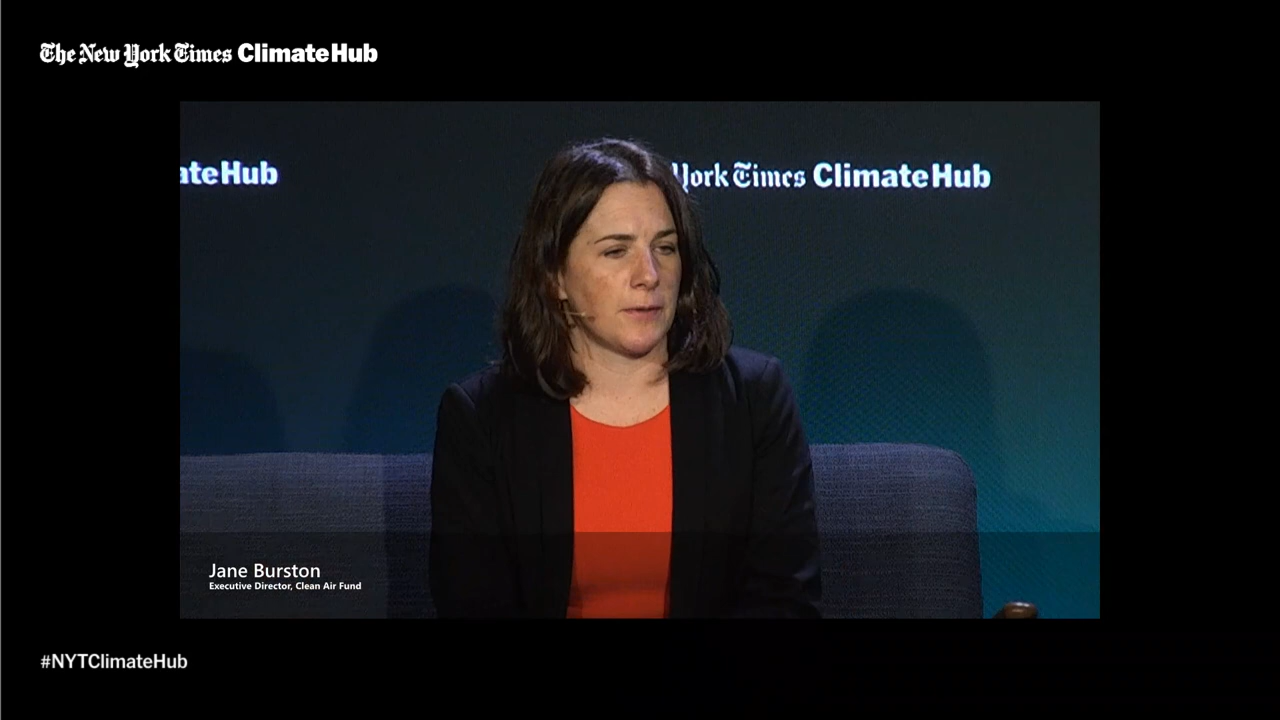 The New York Times Climate Hub
ateHub
York Times Climate Hub
Jane Burston
Executive Director, Clean Air Fund
#NYTClimateHub